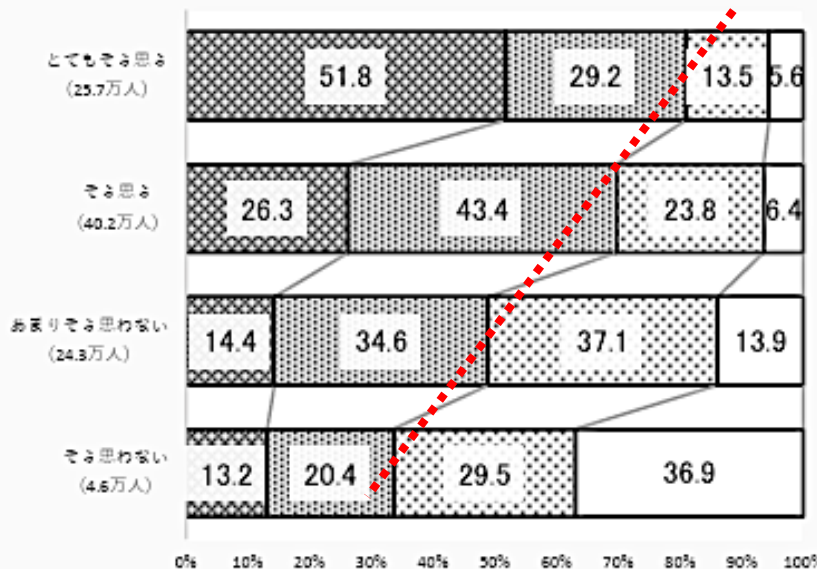 とてもそう思う
(25.7万人)
51.8 29.2 13.5 5.6
そう思う
(40.2万人)
26.3 43.4 23.8 6.4
あまりそう思わない
(24.3万人)
14.4 34.6 37.1 13.9
そう思わない
(4.6万人)
13.2 20.4 29.5 36.9
0% 10% 20% 30% 40% 50% 60% 70% 80% 90% 100%